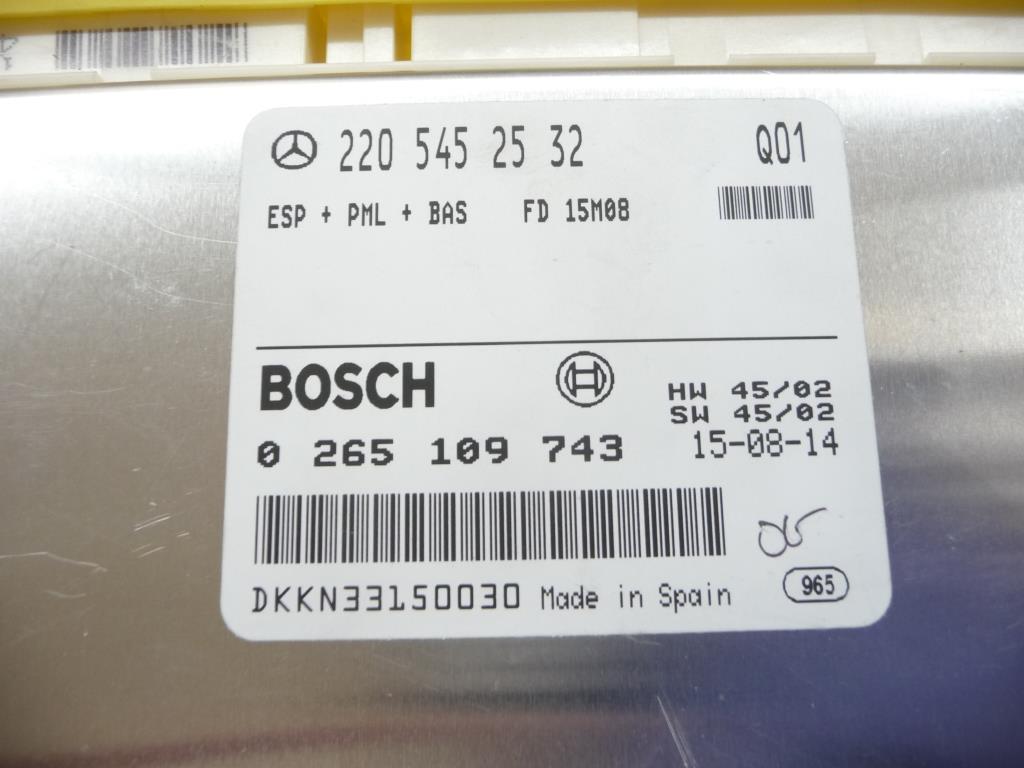 220 545 25 32 Q01
ESP + PML + BAS FD 15M08
BOSCH
HW 45/02
SW 45/02
0 265 109 743 15-08-14
DKKN33150030 Made in Spain 965